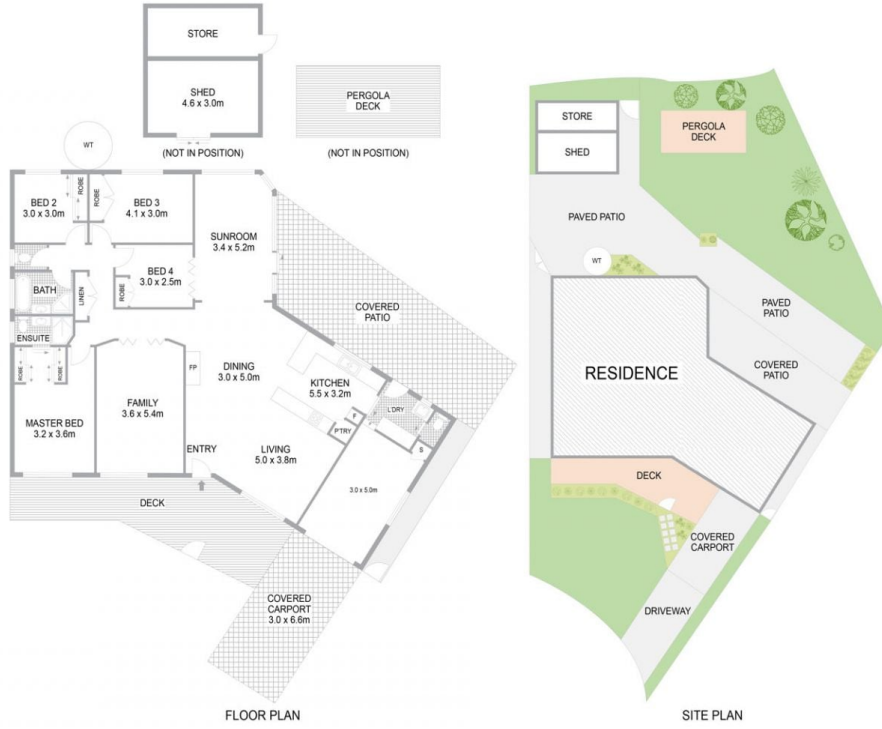 STORE
SHED
4.6 x 3.0m
(NOT IN POSITION)
PERGOLA
DECK
(NOT IN POSITION)
WT
BED 2
3.0 x 3.0m
ROBE
ROBE
BED 3
4.1 x 3.0m
SUNROOM
3.4 x 5.2m
BED 4
3.0 x 2.5m
ROBE
BATH
LINEN
ENSUITE
ROBE
ROBE
MASTER BED
3.2 x 3.6m
FAMILY
3.6 x 5.4m
FP
DINING
3.0 x 5.0m
COVERED
PATIO
KITCHEN
5.5 x 3.2m
F
P'TRY
L'DRY
S
ENTRY
LIVING
5.0 x 3.8m
3.0 x 5.0m
DECK
COVERED
CARPORT
3.0 x 6.6m
FLOOR PLAN
STORE
SHED
PERGOLA
DECK
PAVED PATIO
WT
PAVED
PATIO
COVERED
PATIO
RESIDENCE
DECK
COVERED
CARPORT
DRIVEWAY
SITE PLAN